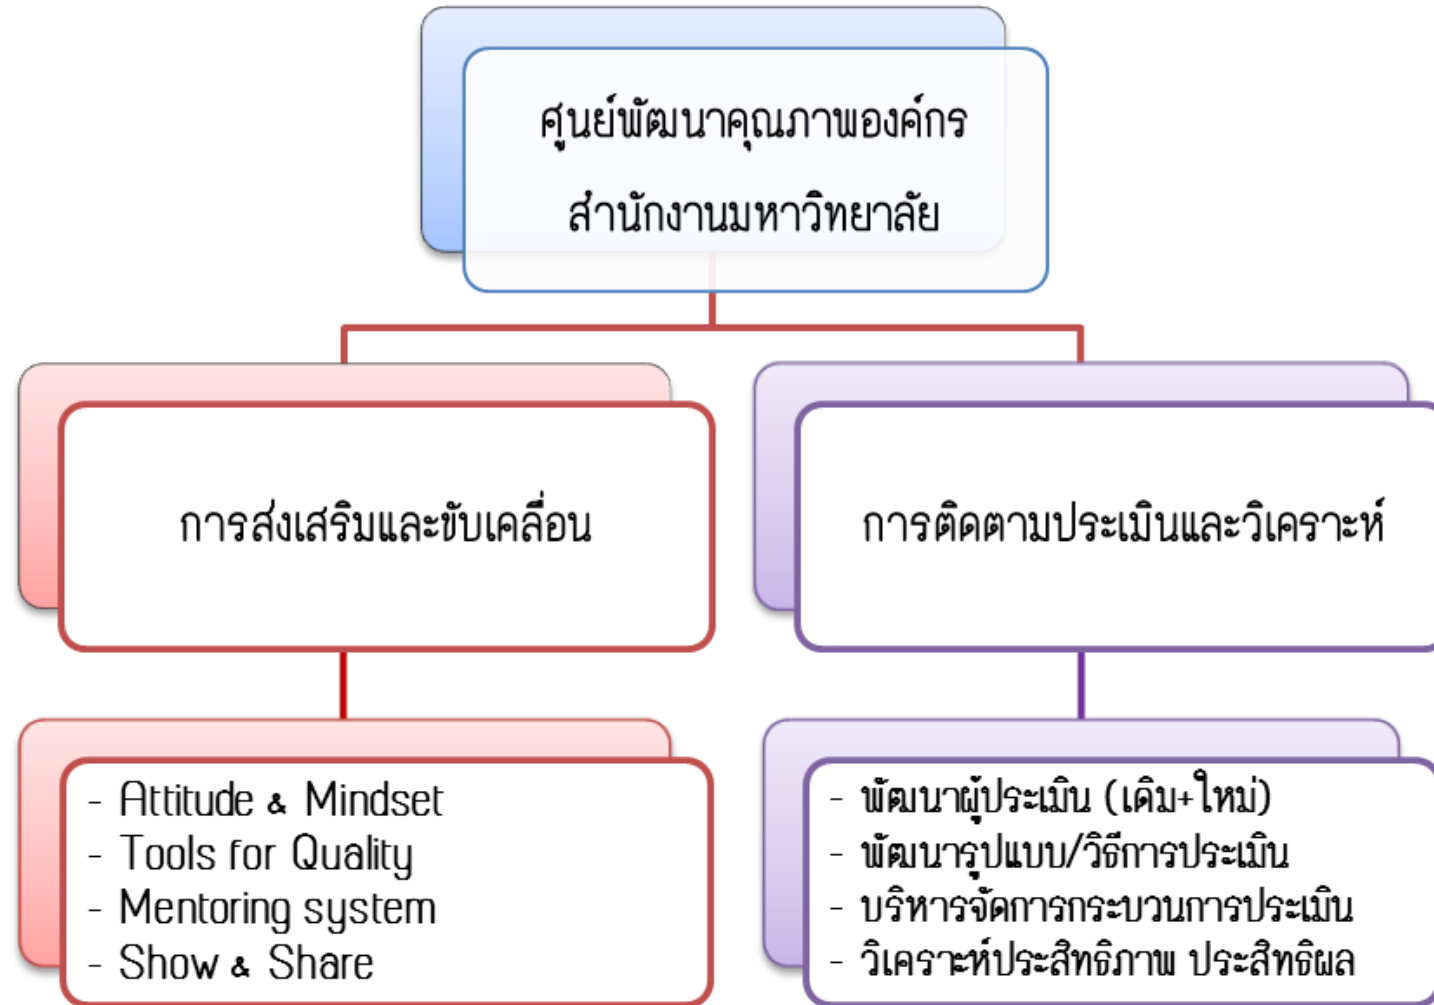 ศูนย์พัฒนาคุณภาพองค์กร
สำนักงานมหาวิทยาลัย
การส่งเสริมและขับเคลื่อน
การติดตามประเมินและวิเคราะห์
- Attitude & Mindset
- Tools for Quality
- Mentoring system
- Show & Share
- พัฒนาผู้ประเมิน (เดิม+ใหม่)
- พัฒนารูปแบบ/วิธีการประเมิน
- บริหารจัดการกระบวนการประเมิน
- วิเคราะห์ประสิทธิภาพ ประสิทธิผล